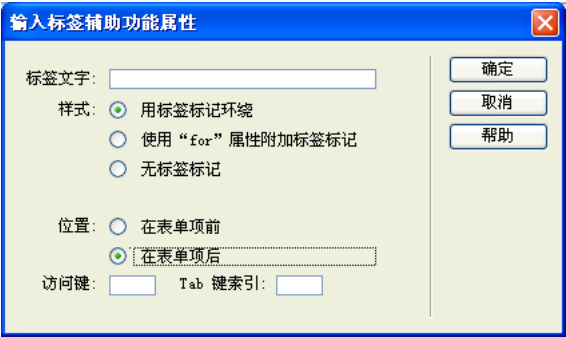 输入标签辅助功能属性
标签文字:
确定
样式: 用标签标记环绕
取消
使用“for”属性附加标签标记
帮助
无标签标记
位置: 在表单项前
在表单项后
访问键: Tab 键索引: